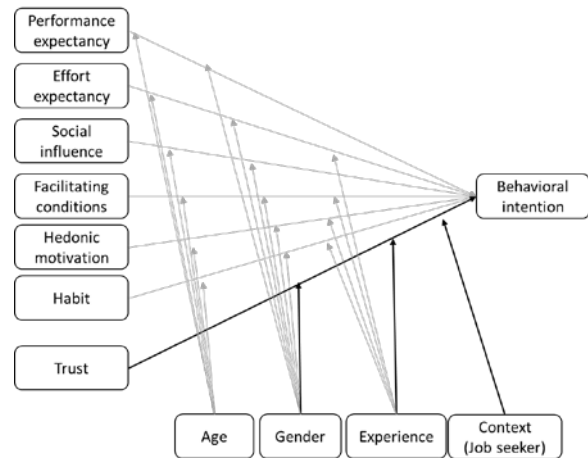 Performance
expectancy
Effort
expectancy
Social
influence
Facilitating
conditions
Hedonic
motivation
Habit
Trust
Behavioral
intention
Age
Gender
Experience
Context
(Job seeker)